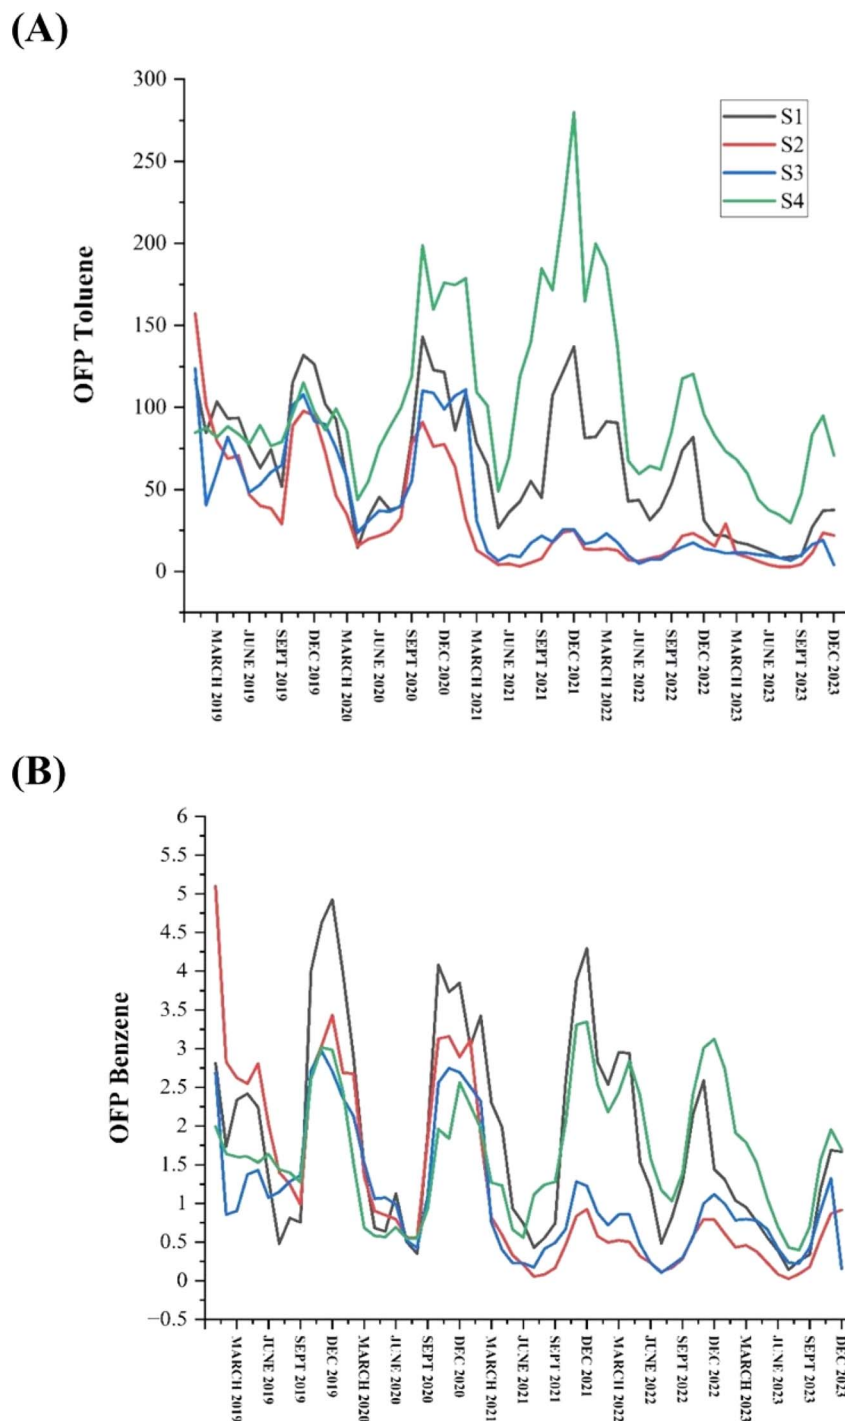 (A)
300
250
200
150
100
50
0
OFP Toluene
S1
S2
S3
S4
MARCH 2019
JUNE 2019
SEPT 2019
DEC 2019
MARCH 2020
JUNE 2020
SEPT 2020
DEC 2020
MARCH 2021
JUNE 2021
SEPT 2021
DEC 2021
MARCH 2022
JUNE 2022
SEPT 2022
DEC 2022
MARCH 2023
JUNE 2023
SEPT 2023
DEC 2023
(B)
6
5.5
5
4.5
4
3.5
3
2.5
2
1.5
1
0.5
0
−0.5
OFP Benzene
MARCH 2019
JUNE 2019
SEPT 2019
DEC 2019
MARCH 2020
JUNE 2020
SEPT 2020
DEC 2020
MARCH 2021
JUNE 2021
SEPT 2021
DEC 2021
MARCH 2022
JUNE 2022
SEPT 2022
DEC 2022
MARCH 2023
JUNE 2023
SEPT 2023
DEC 2023